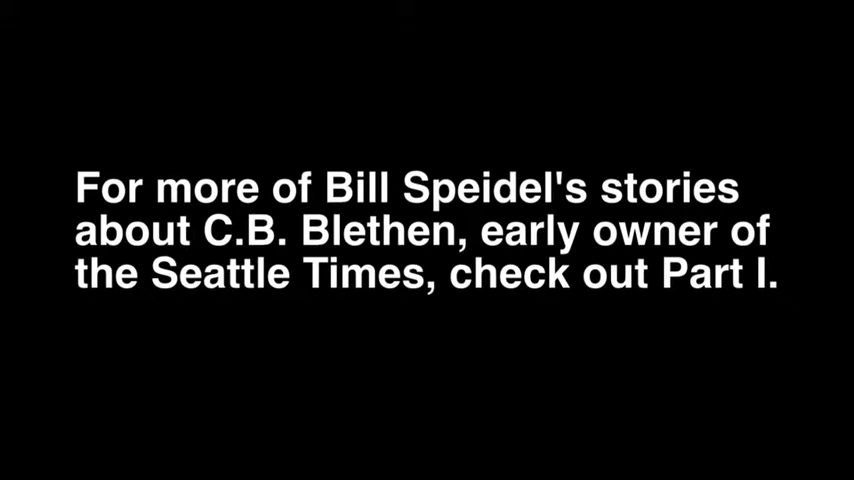 For more of Bill Speidel's stories
about C.B. Blethen, early owner of
the Seattle Times, check out Part I.